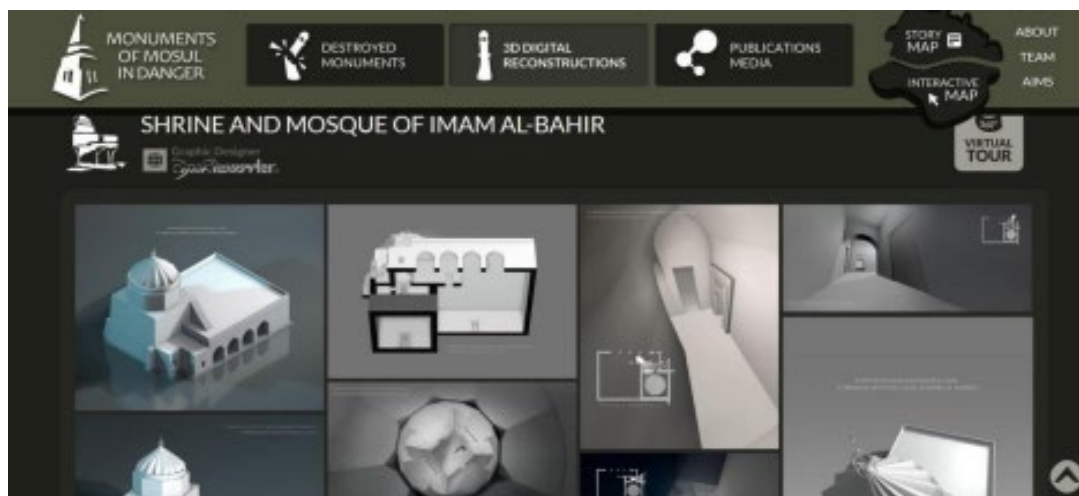 MONUMENTS
OF MOSUL
IN DANGER
DESTROYED
MONUMENTS
3D DIGITAL
RECONSTRUCTIONS
PUBLICATIONS
MEDIA
STORY
MAP
INTERACTIVE
MAP
ABOUT
TEAM
AIMS
SHRINE AND MOSQUE OF IMAM AL-BAHIR
Graphic Designer
VIRTUAL
TOUR